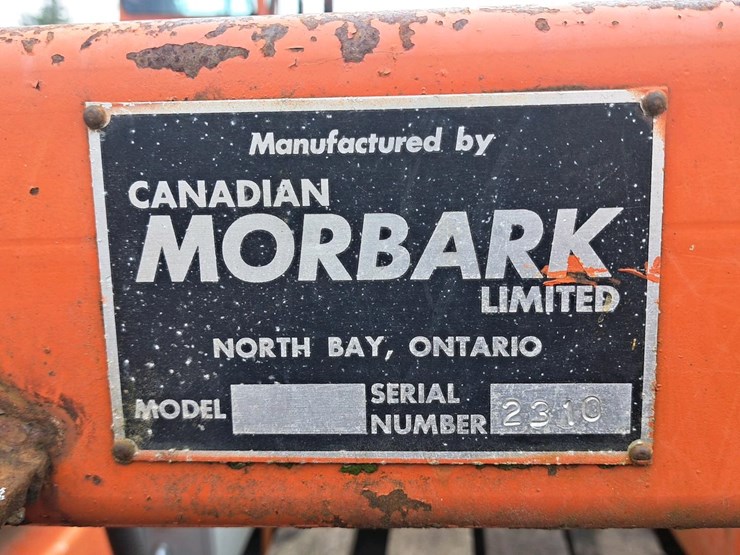 Manufactured by
CANADIAN
MORBARK
LIMITED
NORTH BAY, ONTARIO
MODEL
SERIAL
NUMBER 2310